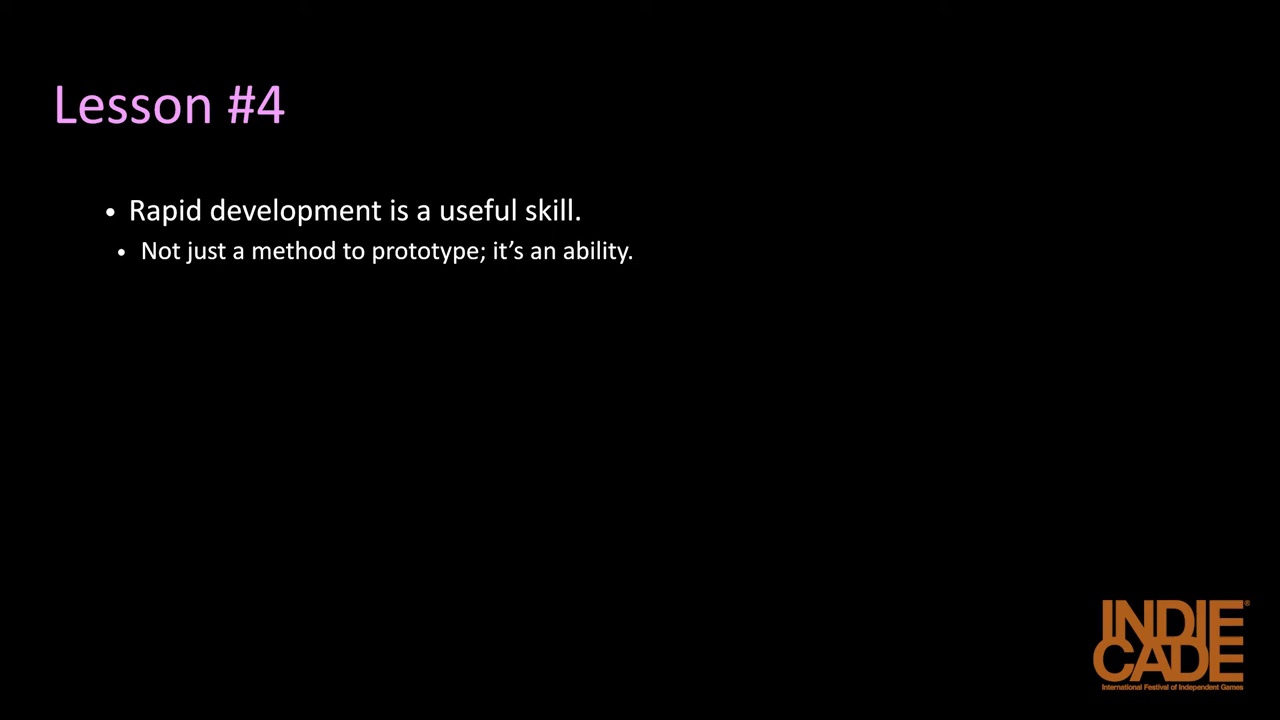 Lesson #4
• Rapid development is a useful skill.
• Not just a method to prototype; it’s an ability.
INDIE®
CADE
International Festival of Independent Games